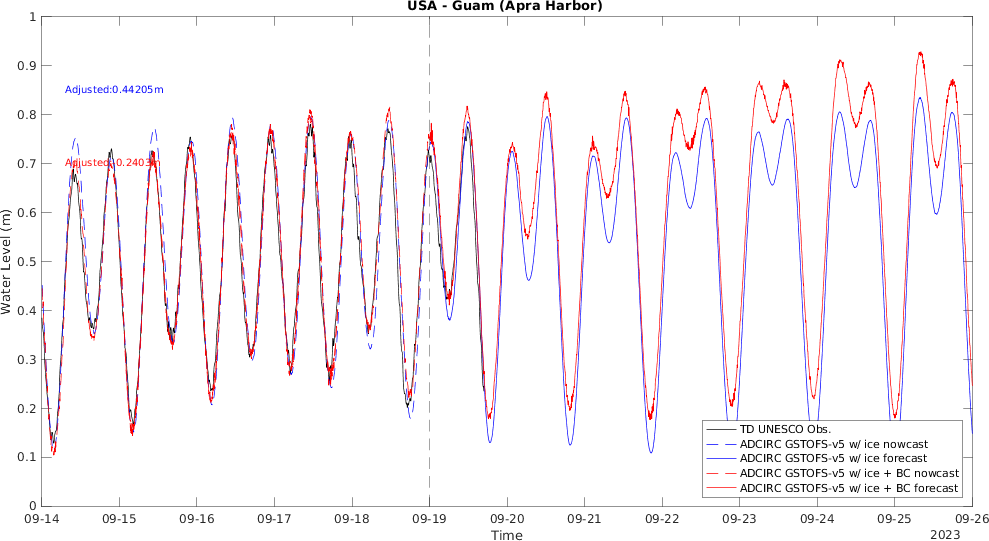 USA - Guam (Apra Harbor)
1
0.9
0.8
0.7
0.6
0.5
0.4
0.3
0.2
0.1
0
Water Level (m)
Adjusted:0.44205m
Adjusted:0.2403
TD UNESCO Obs.
ADCIRC GSTOFS-v5 w/ ice nowcast
ADCIRC GSTOFS-v5 w/ ice forecast
ADCIRC GSTOFS-v5 w/ ice + BC nowcast
ADCIRC GSTOFS-v5 w/ ice + BC forecast
09-14 09-15 09-16 09-17 09-18 09-19 09-20 09-21 09-22 09-23 09-24 09-25 09-26
Time
2023